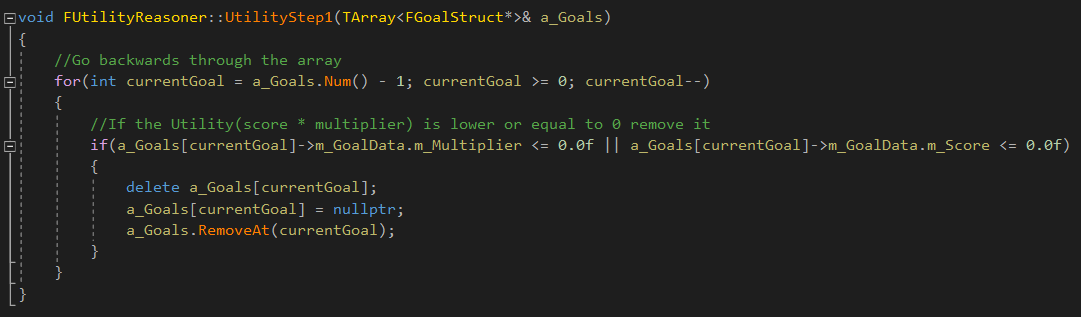 void FUtilityReasoner::UtilityStep1(TArray<FGoalStruct*>& a_Goals)
{
    //Go backwards through the array
    for(int currentGoal = a_Goals.Num() - 1; currentGoal >= 0; currentGoal--)
    {
        //If the Utility(score * multiplier) is lower or equal to 0 remove it
        if(a_Goals[currentGoal]->m_GoalData.m_Multiplier <= 0.0f || a_Goals[currentGoal]->m_GoalData.m_Score <= 0.0f)
        {
            delete a_Goals[currentGoal];
            a_Goals[currentGoal] = nullptr;
            a_Goals.RemoveAt(currentGoal);
        }
    }
}